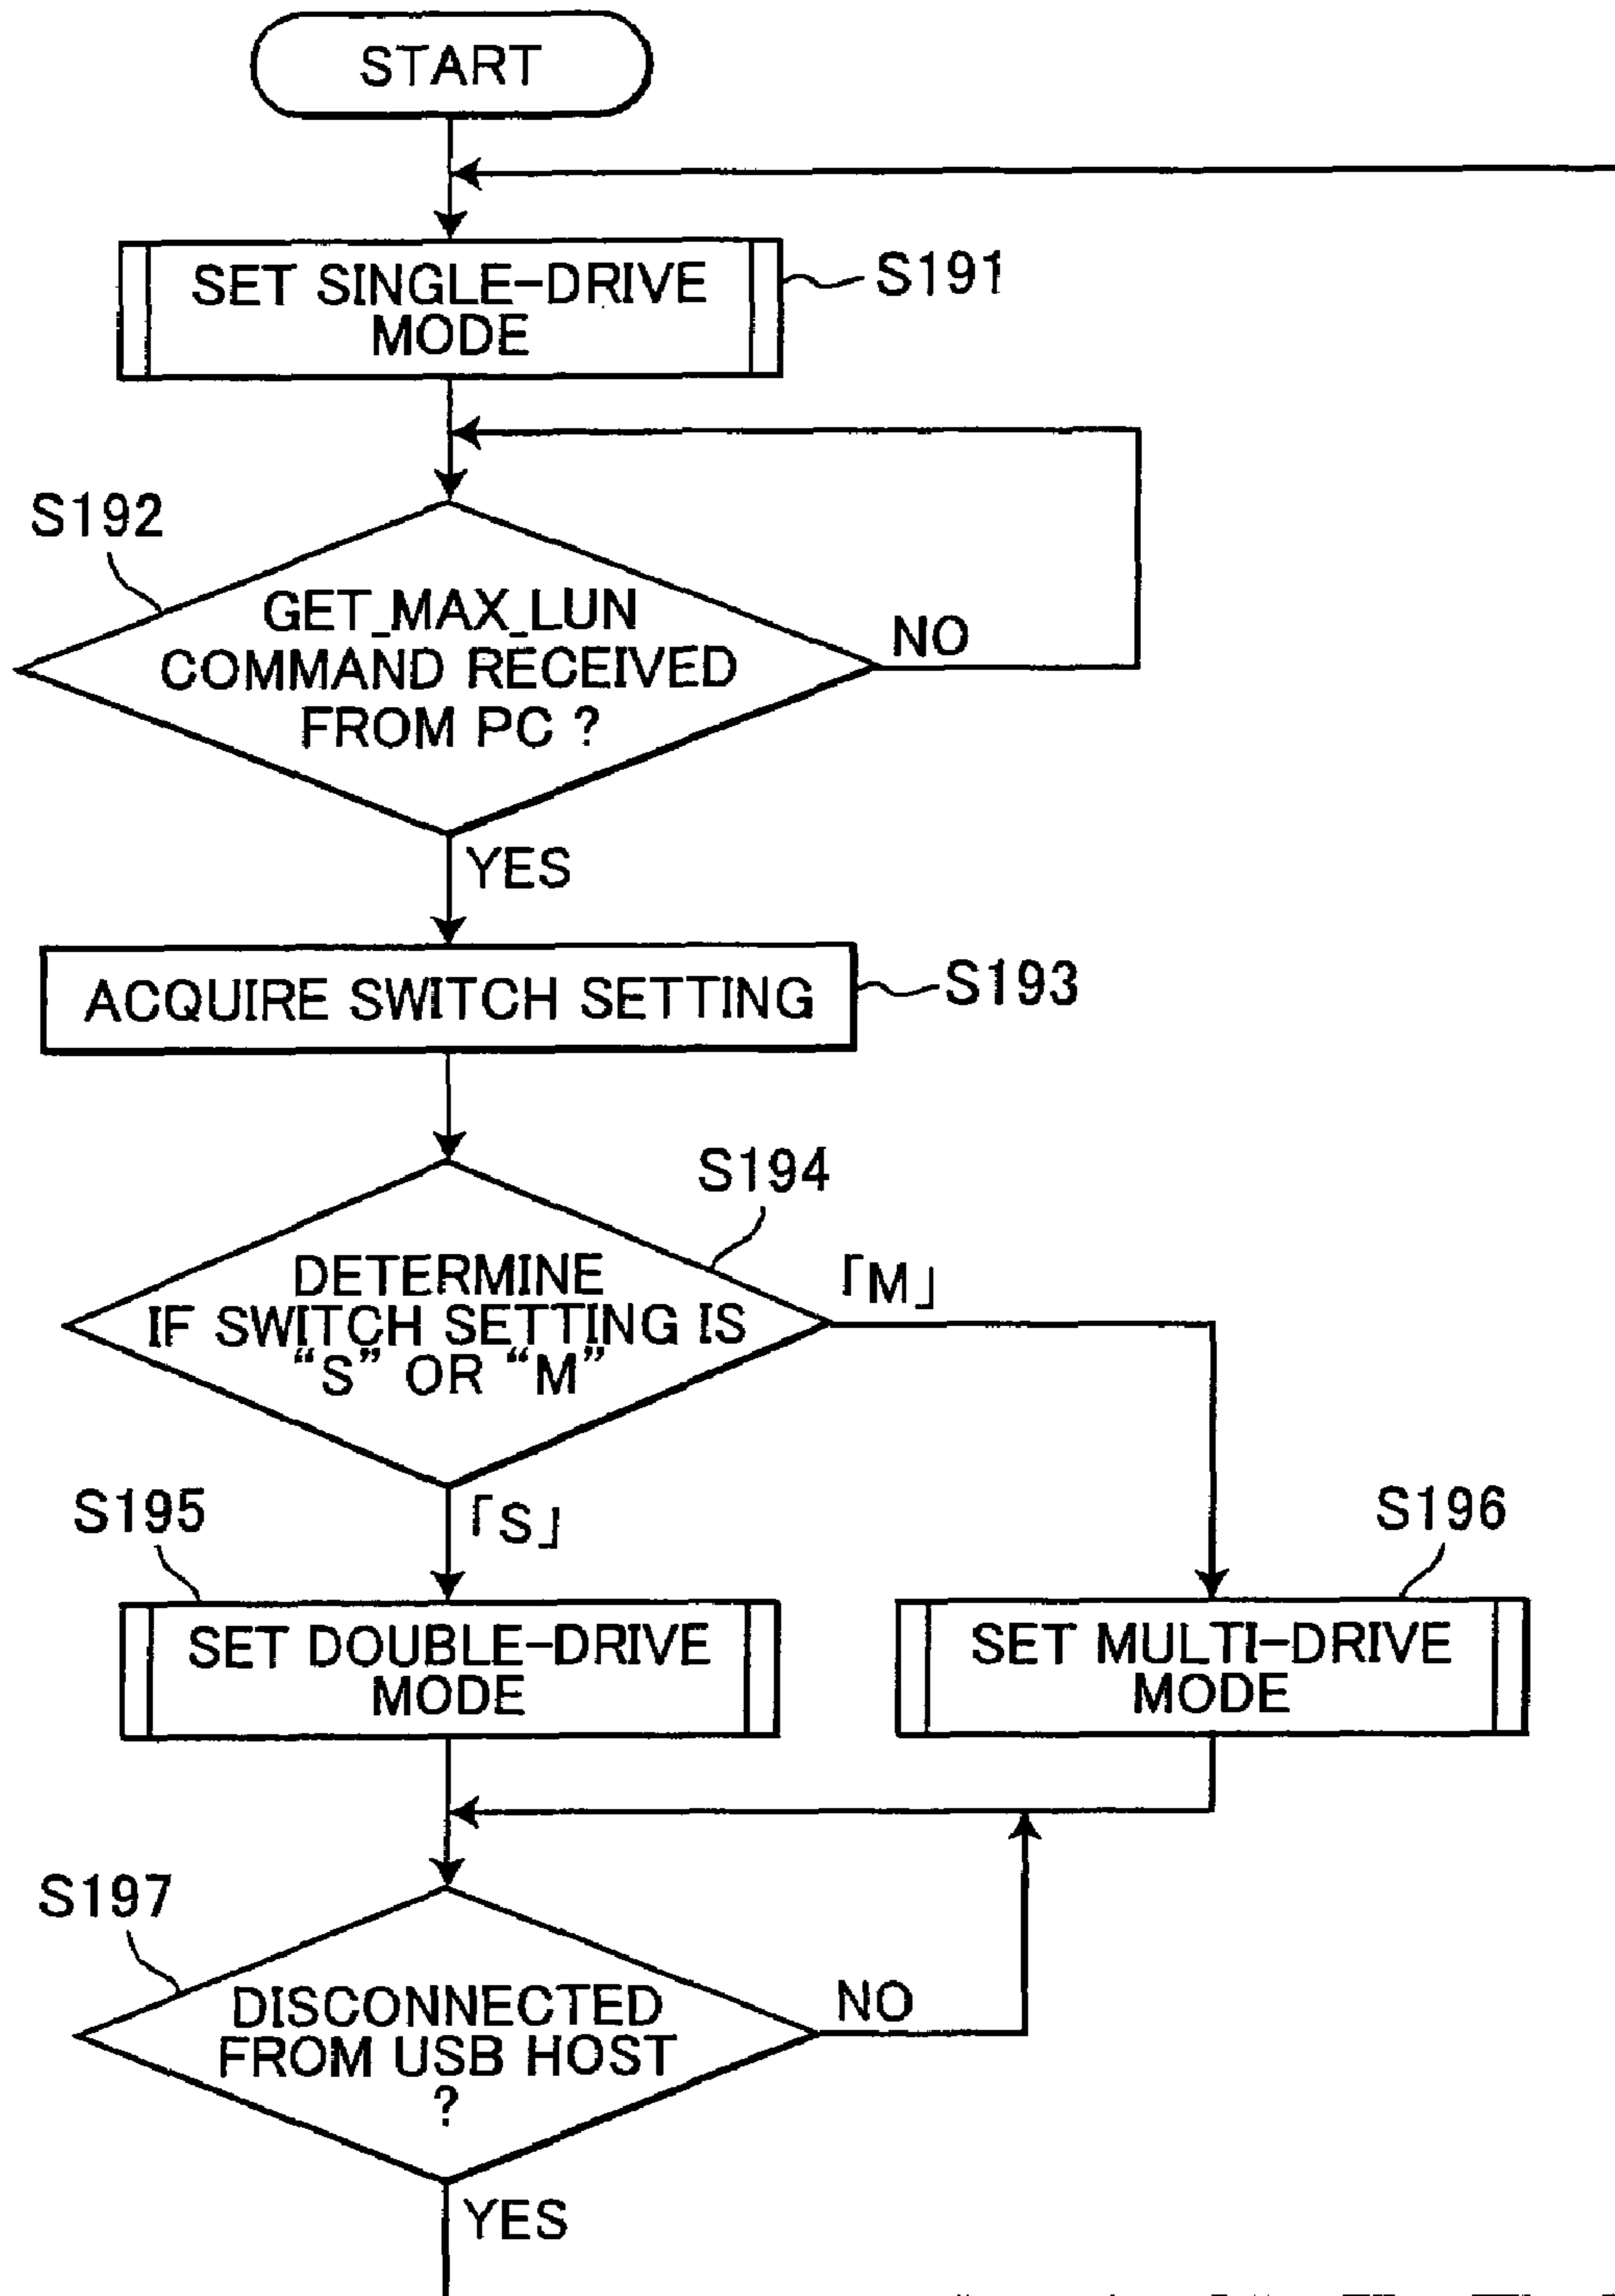 START
SET SINGLE-DRIVE
MODE
S191
S192
GET_MAX_LUN
COMMAND RECEIVED
FROM PC ?
NO
YES
ACQUIRE SWITCH SETTING
S193
S194
DETERMINE
IF SWITCH SETTING IS
“S” OR “M”
「M」
「S」
S195
SET DOUBLE-DRIVE
MODE
S196
SET MULTI-DRIVE
MODE
S197
DISCONNECTED
FROM USB HOST
?
NO
YES